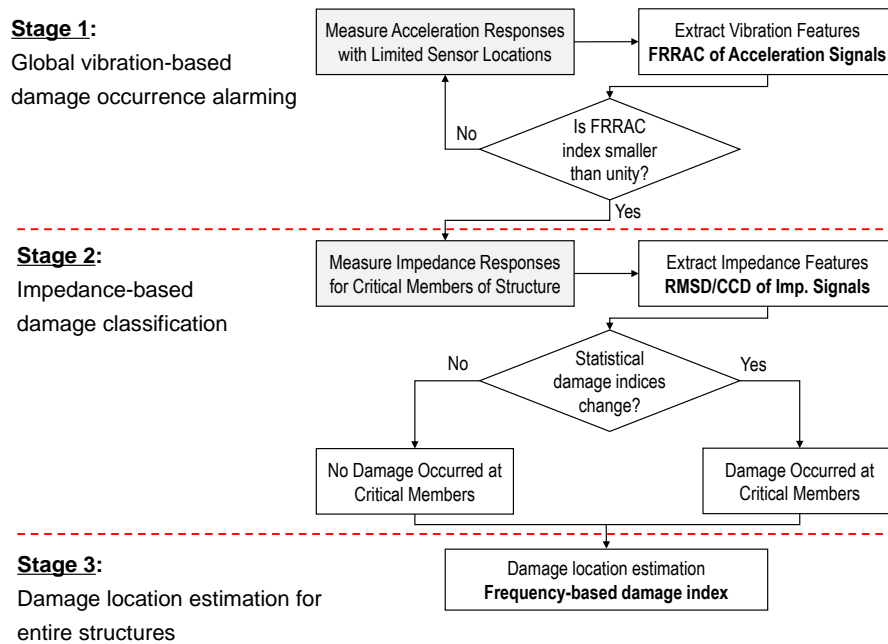 Stage 1:
Global vibration-based
damage occurrence alarming
Measure Acceleration Responses
with Limited Sensor Locations
Extract Vibration Features
FRRAC of Acceleration Signals
Is FRRAC
index smaller
than unity?
No
Yes
Stage 2:
Impedance-based
damage classification
Measure Impedance Responses
for Critical Members of Structure
Extract Impedance Features
RMSD/CCD of Imp. Signals
Statistical
damage indices
change?
No
Yes
No Damage Occurred at
Critical Members
Damage Occurred at
Critical Members
Stage 3:
Damage location estimation for
entire structures
Damage location estimation
Frequency-based damage index